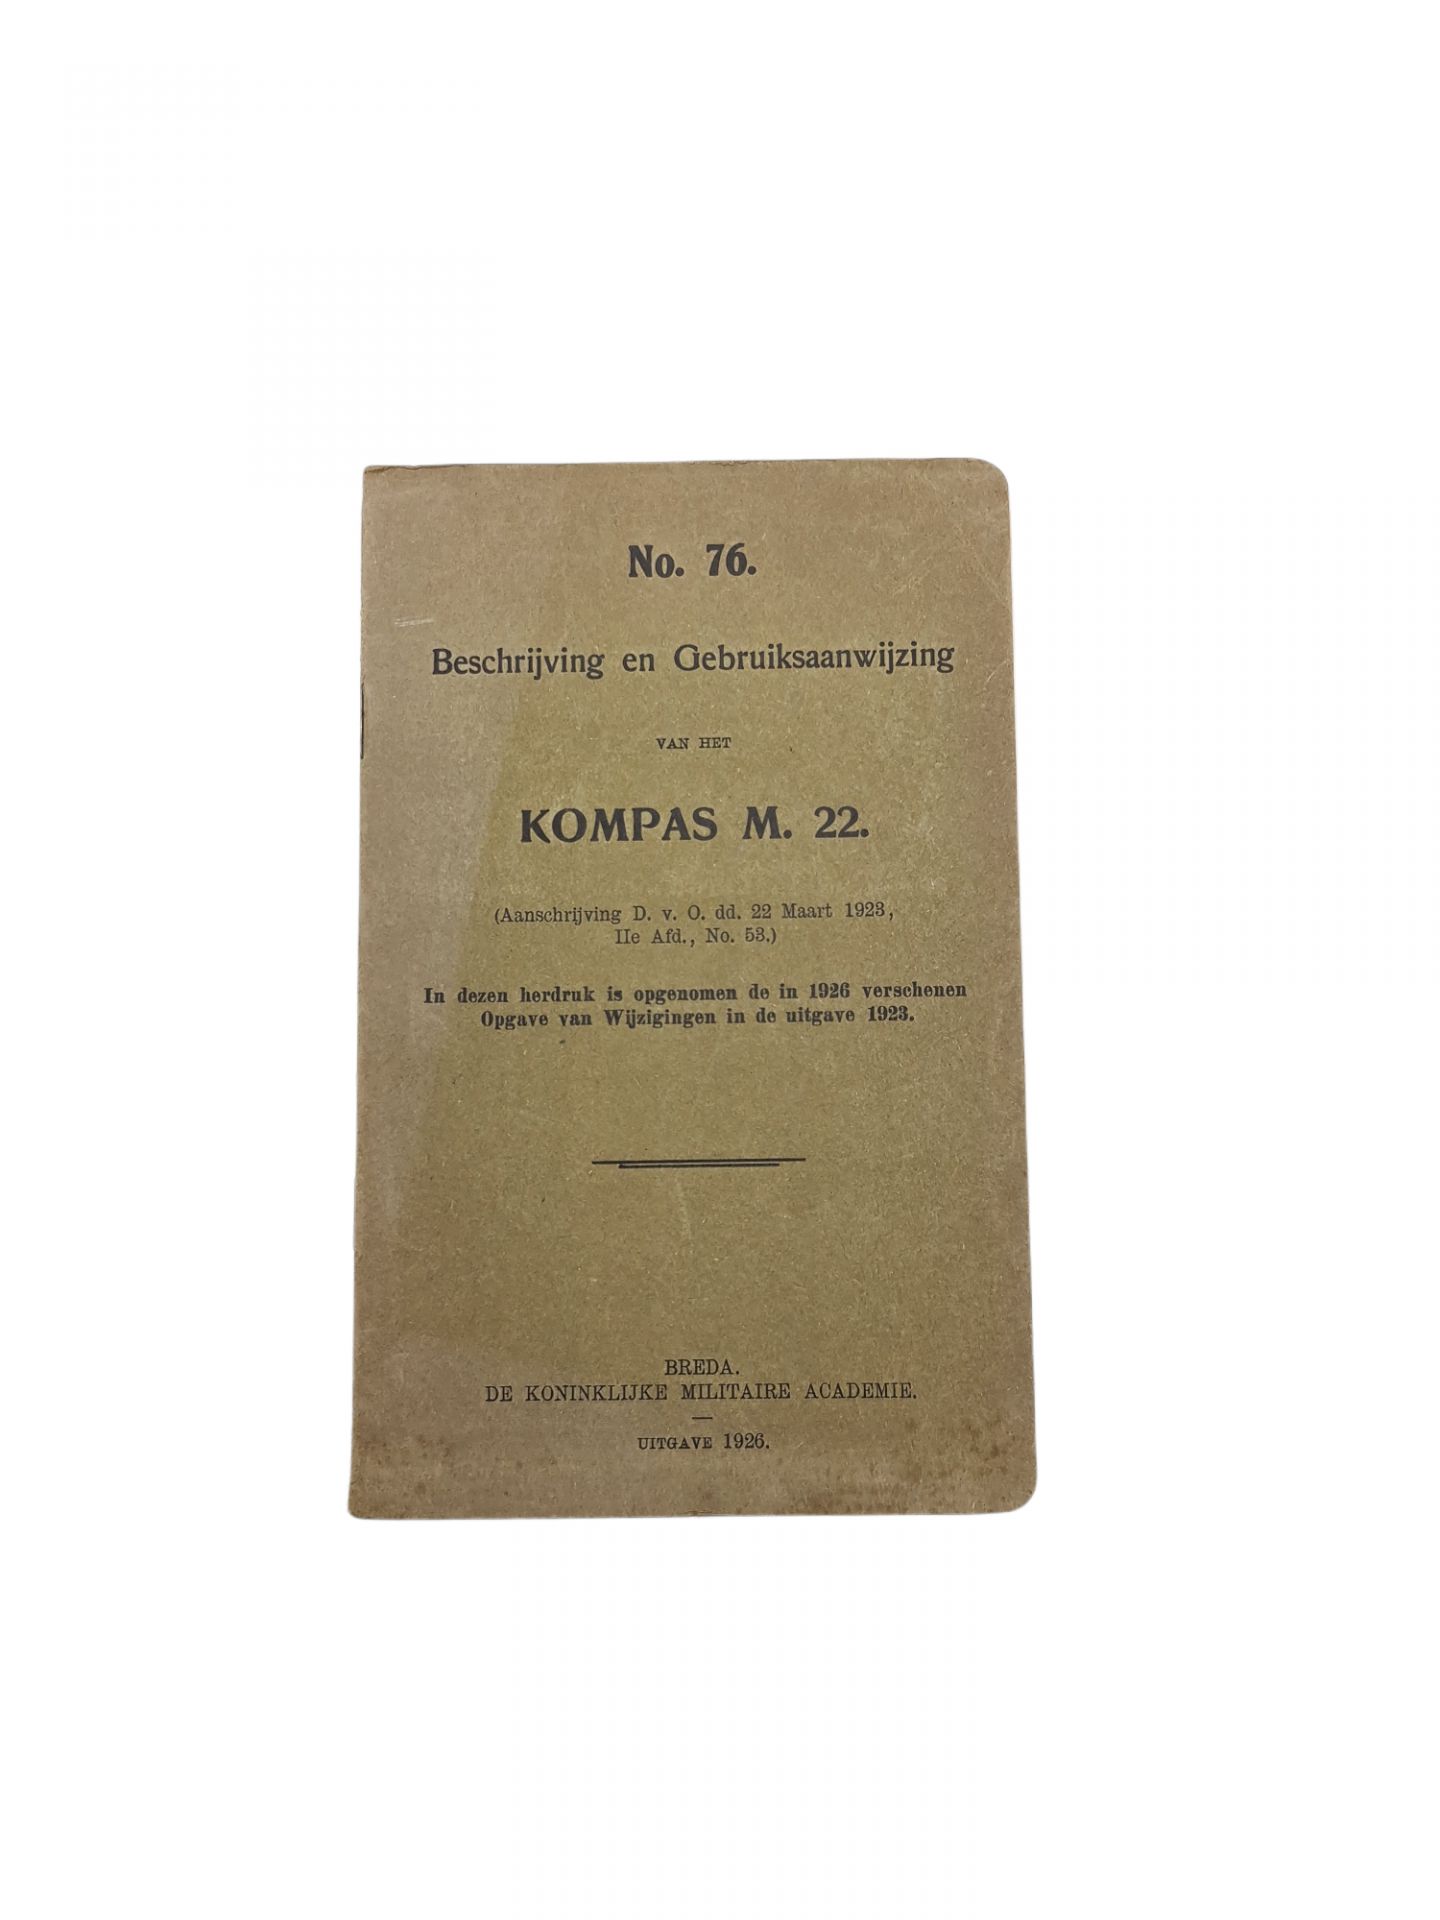 No. 76.
Beschrijving en Gebruiksaanwijzing
VAN HET
KOMPAS M. 22.
(Aanschrijving D. v. O. dd. 22 Maart 1923,
IIe Afd., No. 53.)
In dezen herdruk is opgenomen de in 1926 verschenen
Opgave van Wijzigingen in de uitgave 1923.
BREDA.
DE KONINKLIJKE MILITAIRE ACADEMIE.
UITGAVE 1926.